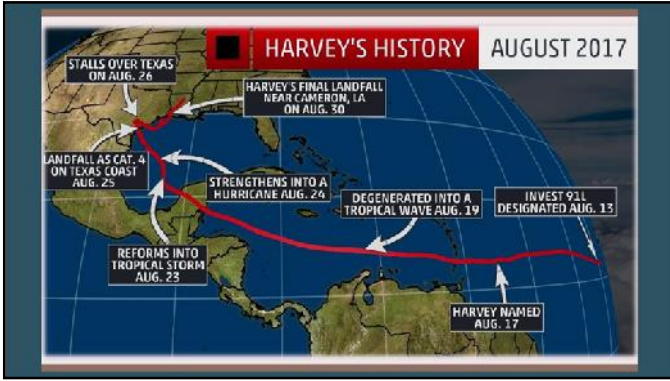 HARVEY'S HISTORY
AUGUST 2017
STALLS OVER TEXAS
ON AUG. 26
HARVEY'S FINAL LANDFALL
NEAR CAMERON, LA
ON AUG. 30
LANDFALL AS CAT. 4
ON TEXAS COAST
AUG. 25
STRENGTHENS INTO A
HURRICANE AUG. 24
DEGENERATED INTO A
TROPICAL WAVE AUG. 19
INVEST 91L
DESIGNATED AUG. 13
REFORMS INTO
TROPICAL STORM
AUG. 23
HARVEY NAMED
AUG. 17